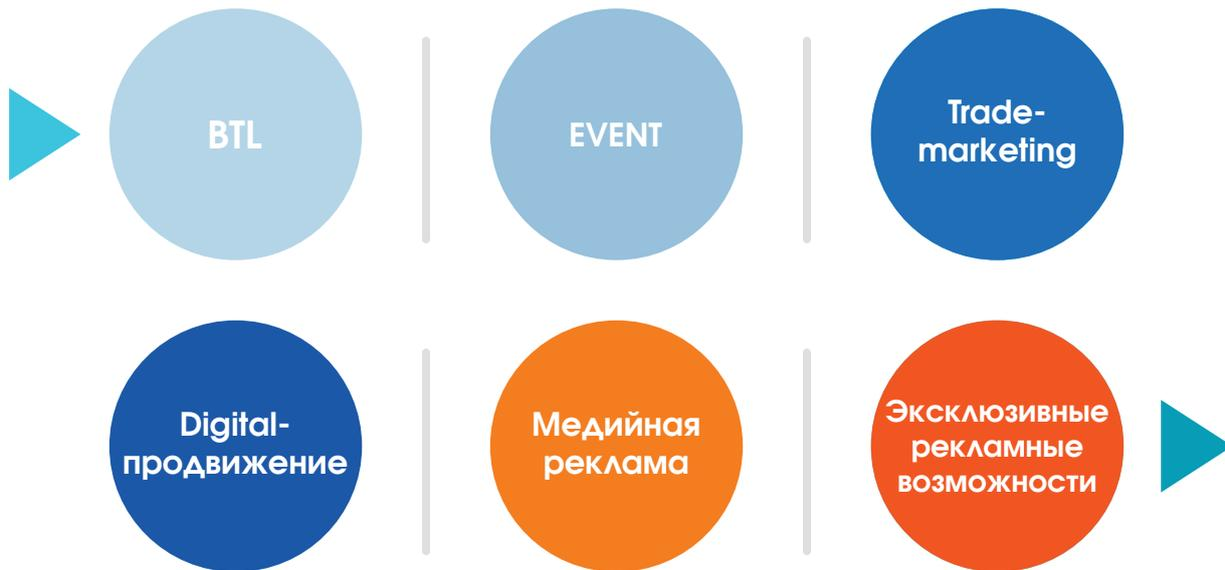 BTL
EVENT
Trade-
marketing
Digital-
продвижение
Медийная
реклама
Эксклюзивные
рекламные
возможности